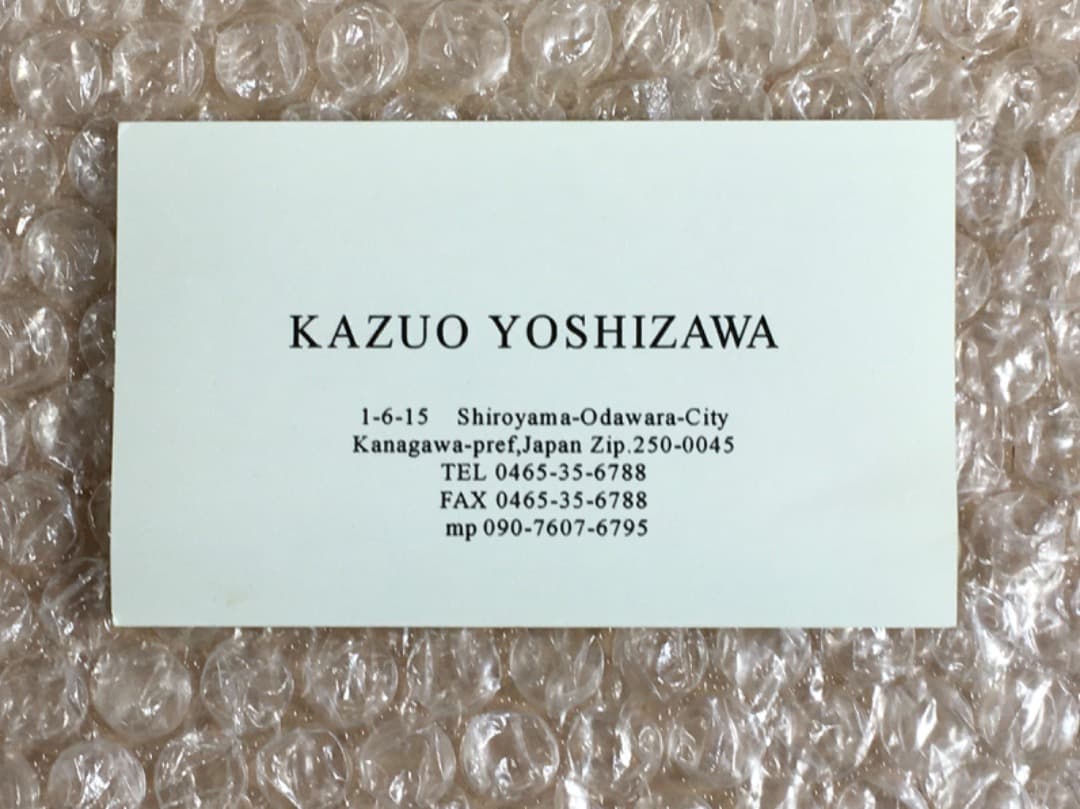 KAZUO YOSHIZAWA
1-6-15 Shiroyama-Odawara-City
Kanagawa-pref,Japan Zip.250-0045
TEL 0465-35-6788
FAX 0465-35-6788
mp 090-7607-6795